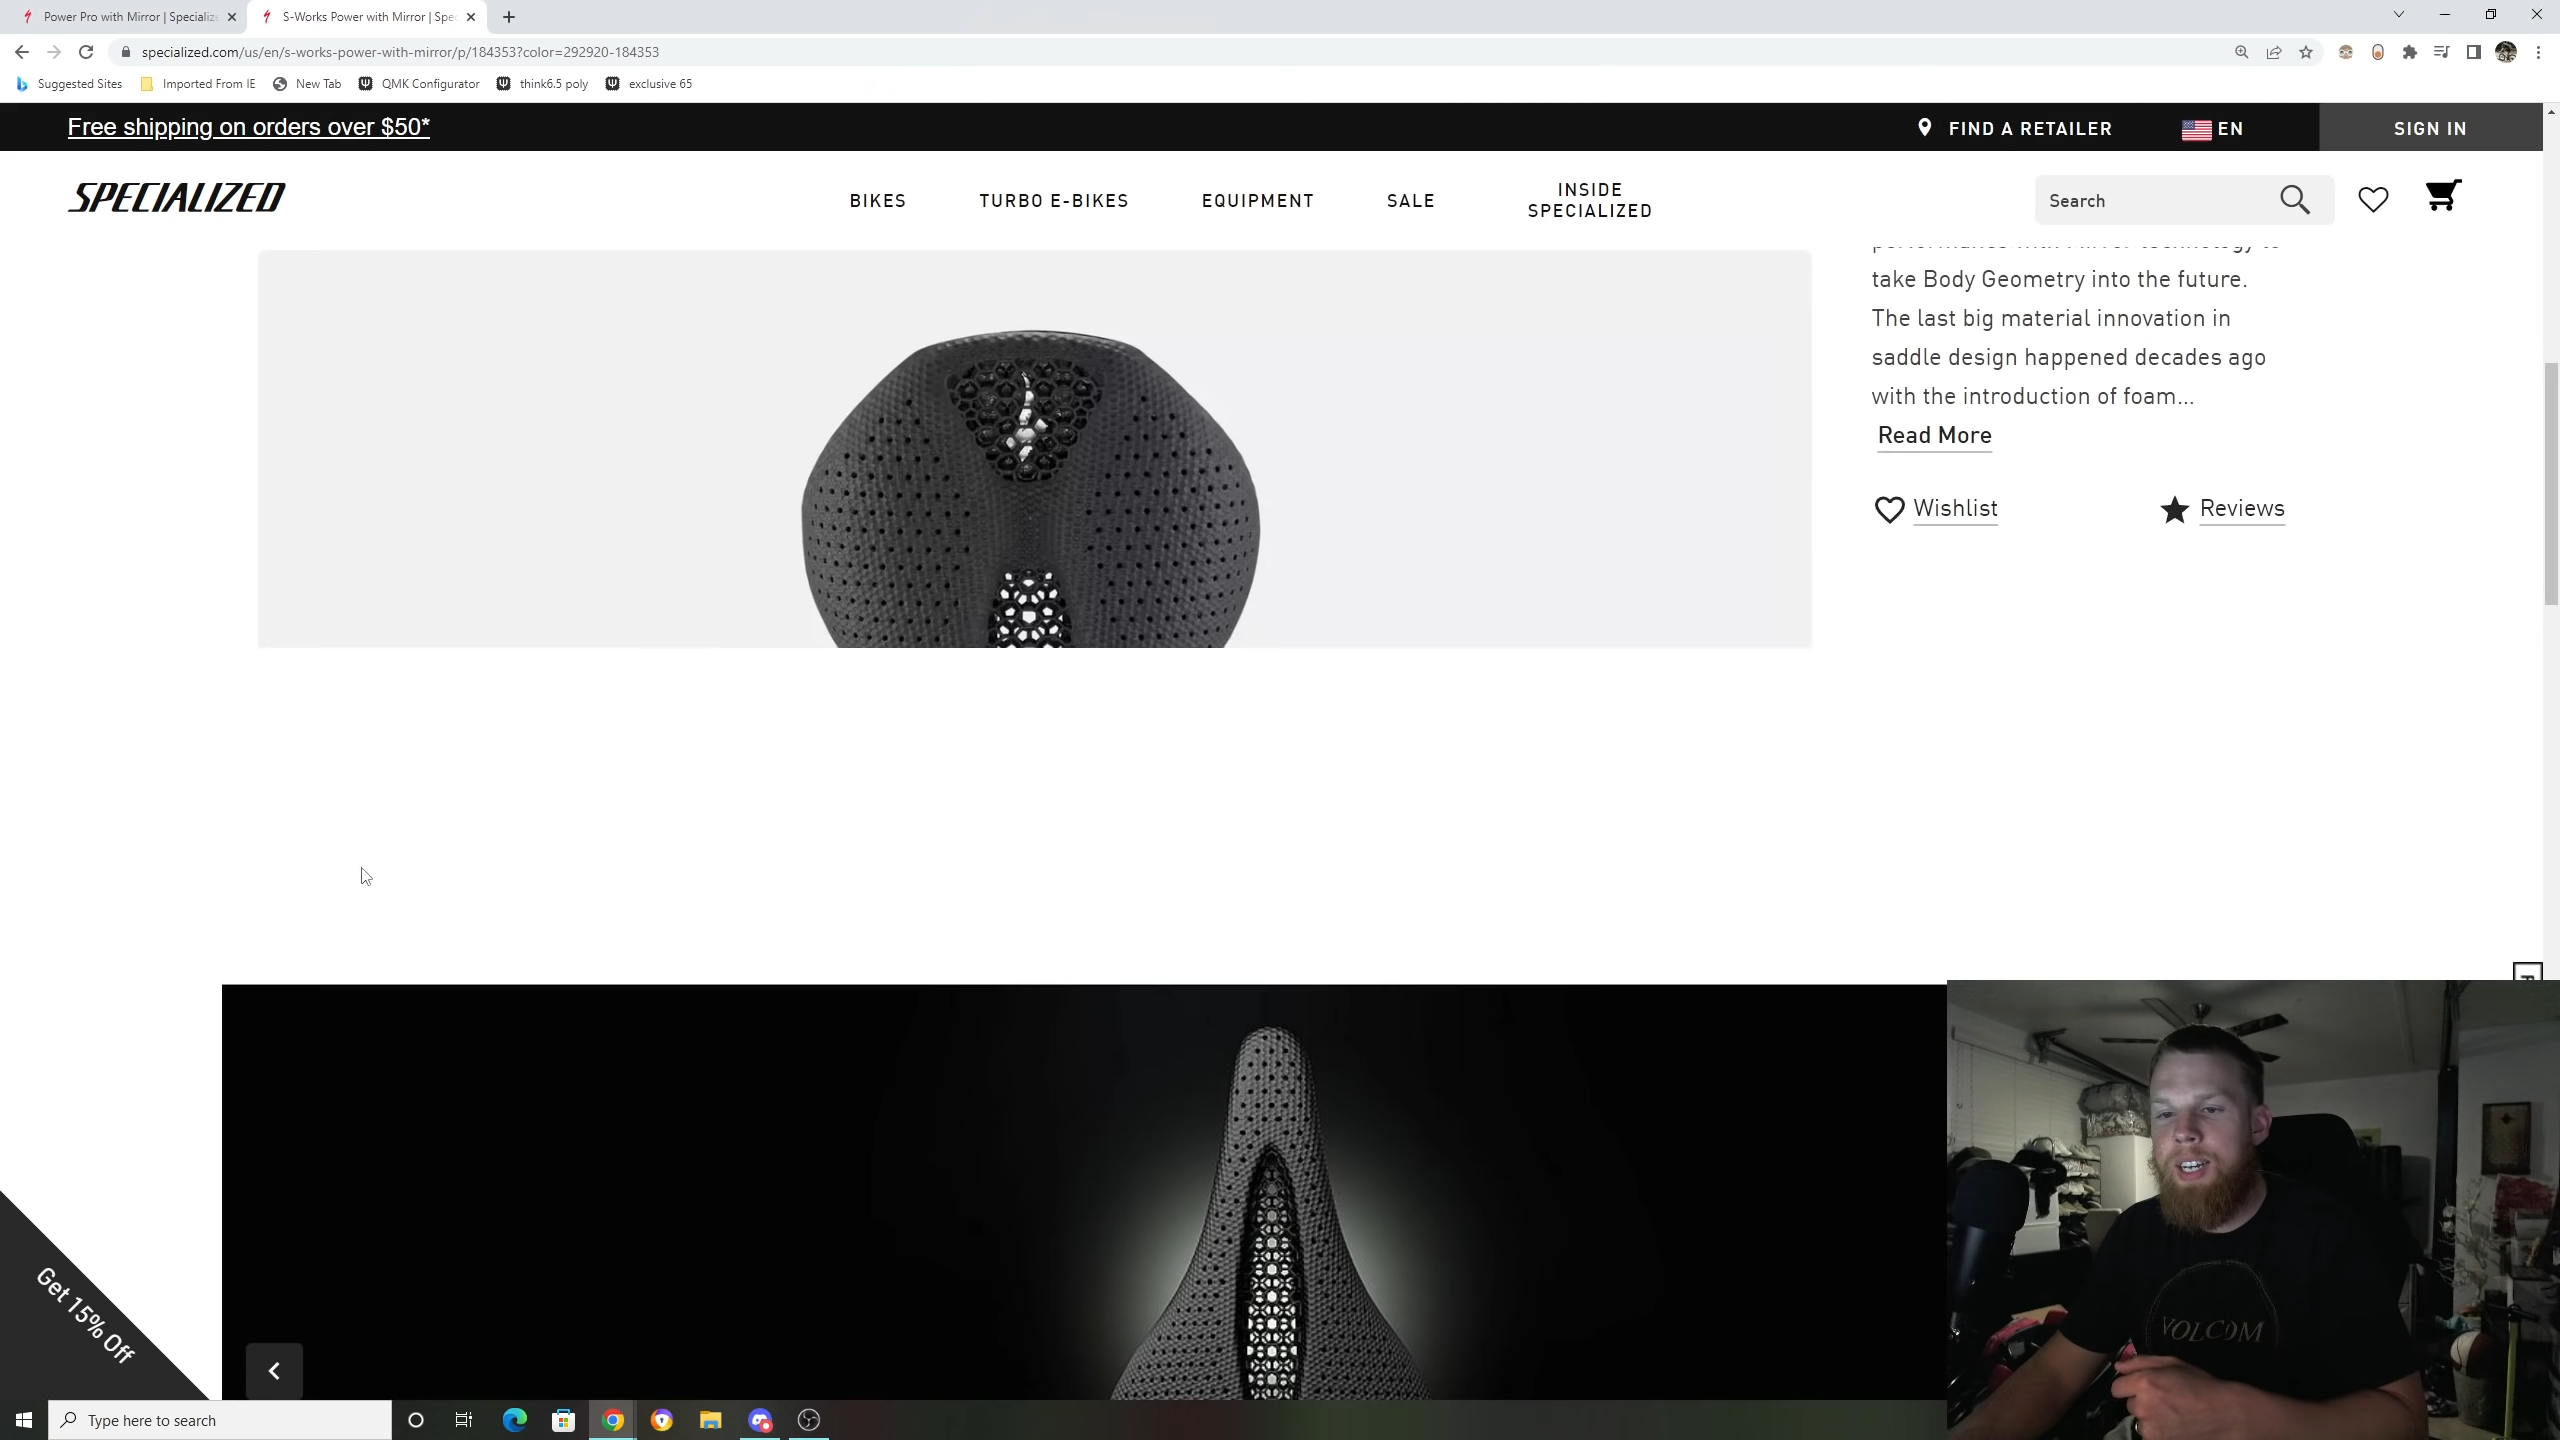 Power Pro with Mirror | Specialize
S-Works Power with Mirror | Spec
specialized.com/us/en/s-works-power-with-mirror/p/184353?color=292920-184353
Suggested Sites
Imported From IE
New Tab
QMK Configurator
think6.5 poly
exclusive 65
Free shipping on orders over $50*
FIND A RETAILER
EN
SIGN IN
SPECIALIZED
BIKES
TURBO E-BIKES
EQUIPMENT
SALE
INSIDE
SPECIALIZED
Search
take Body Geometry into the future.
The last big material innovation in
saddle design happened decades ago
with the introduction of foam...
Read More
Wishlist
Reviews
Get 15% Off
VOLCOM
Type here to search